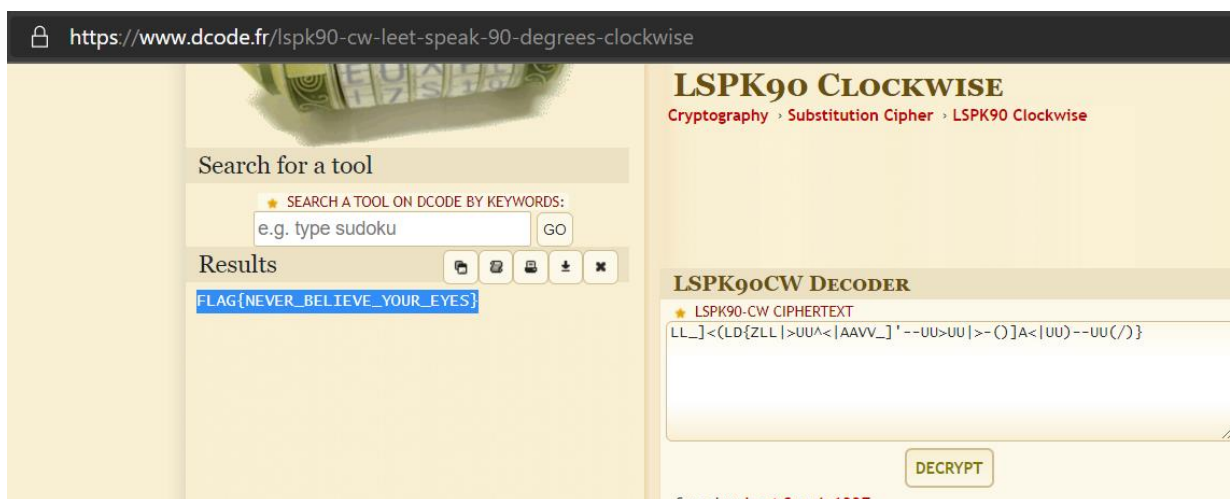 https://www.dcode.fr/lspk90-cw-leet-speak-90-degrees-clockwise
Search for a tool
SEARCH A TOOL ON DCODE BY KEYWORDS:
e.g. type sudoku
GO
Results
FLAG{NEVER_BELIEVE_YOUR_EYES}
LSPK90 CLOCKWISE
Cryptography › Substitution Cipher › LSPK90 Clockwise
LSPK90CW DECODER
LSPK90-CW CIPHERTEXT
LL_]<(LD{ZLL|>UU^<|AAVV_]'--UU>UU|>-()]A<|UU)--UU(/)}
DECRYPT